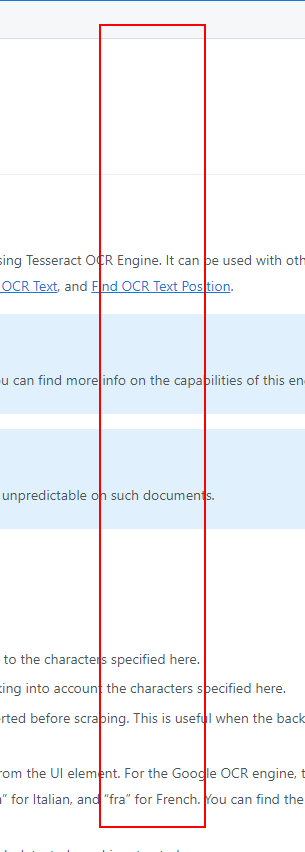 sing Tesseract OCR Engine. It can be used with oth
OCR Text, and Find OCR Text Position.
u can find more info on the capabilities of this en
unpredictable on such documents.
to the characters specified here.
ing into account the characters specified here.
rted before scraping. This is useful when the back
rom the UI element. For the Google OCR engine, t
” for Italian, and “fra” for French. You can find the